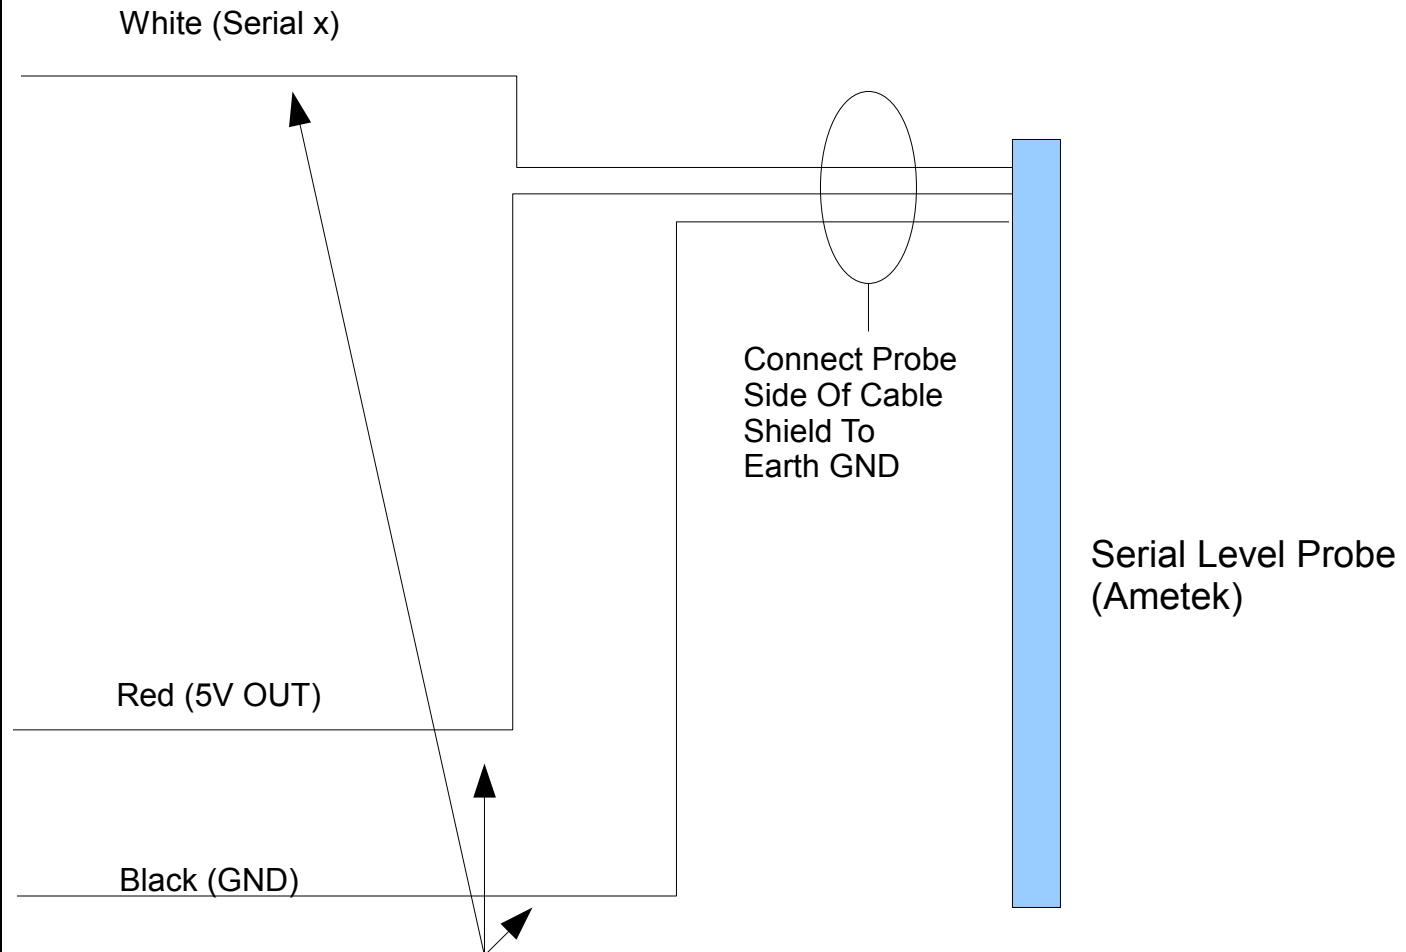 White (Serial x)
Connect Probe
Side Of Cable
Shield To
Earth GND
Serial Level Probe
(Ametek)
Red (5V OUT)
Black (GND)